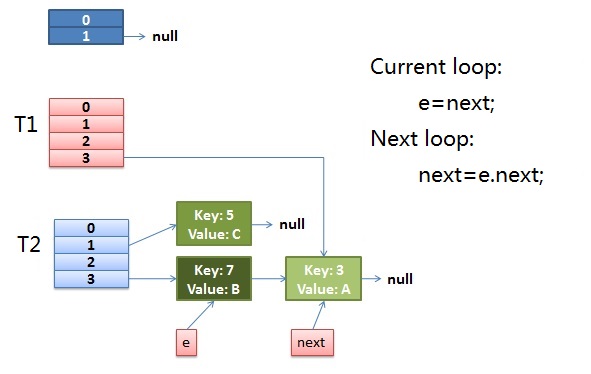 0
1
null
Current loop:
e=next;
Next loop:
next=e.next;
T1
0
1
2
3
T2
0
1
2
3
Key: 5
Value: C
null
Key: 7
Value: B
Key: 3
Value: A
null
e
next